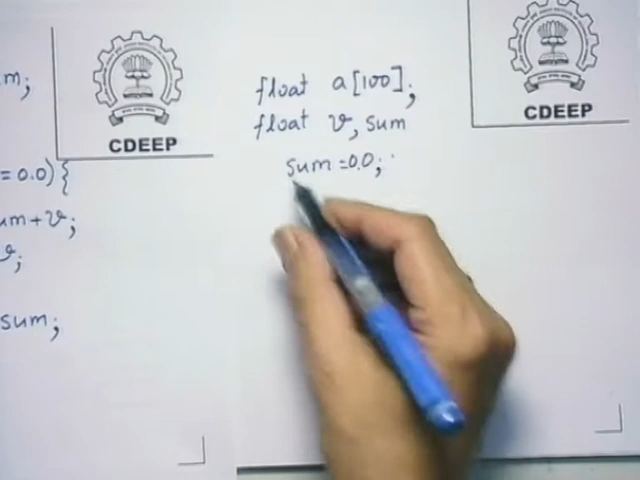 m;
= 0.0) {
um + v;
v;
sum;
CDEEP
float a[100];
float v, sum
sum = 0.0;
CDEEP